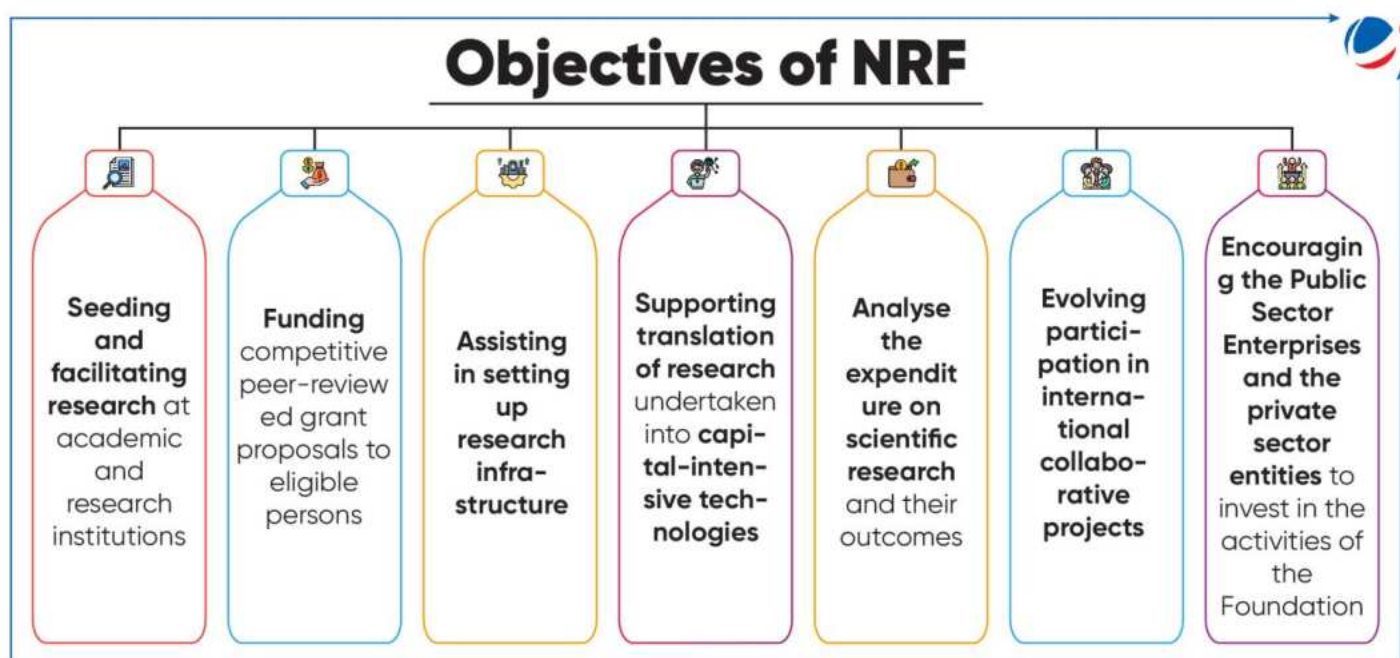 Objectives of NRF
Seeding
and
facilitating
research at
academic
and
research
institutions
Funding
competitive
peer-review
ed grant
proposals to
eligible
persons
Assisting
in setting
up
research
infra-
structure
Supporting
translation
of research
undertaken
into capi-
tal-inten-
sive tech-
nologies
Analyse
the
expendit
ure on
scientific
research
and their
outcomes
Evolving
partici-
pation in
interna-
tional
collabo-
rative
projects
Encouragin
g the Public
Sector
Enterprises
and the
private
sector
entities to
invest in the
activities of
the
Foundation